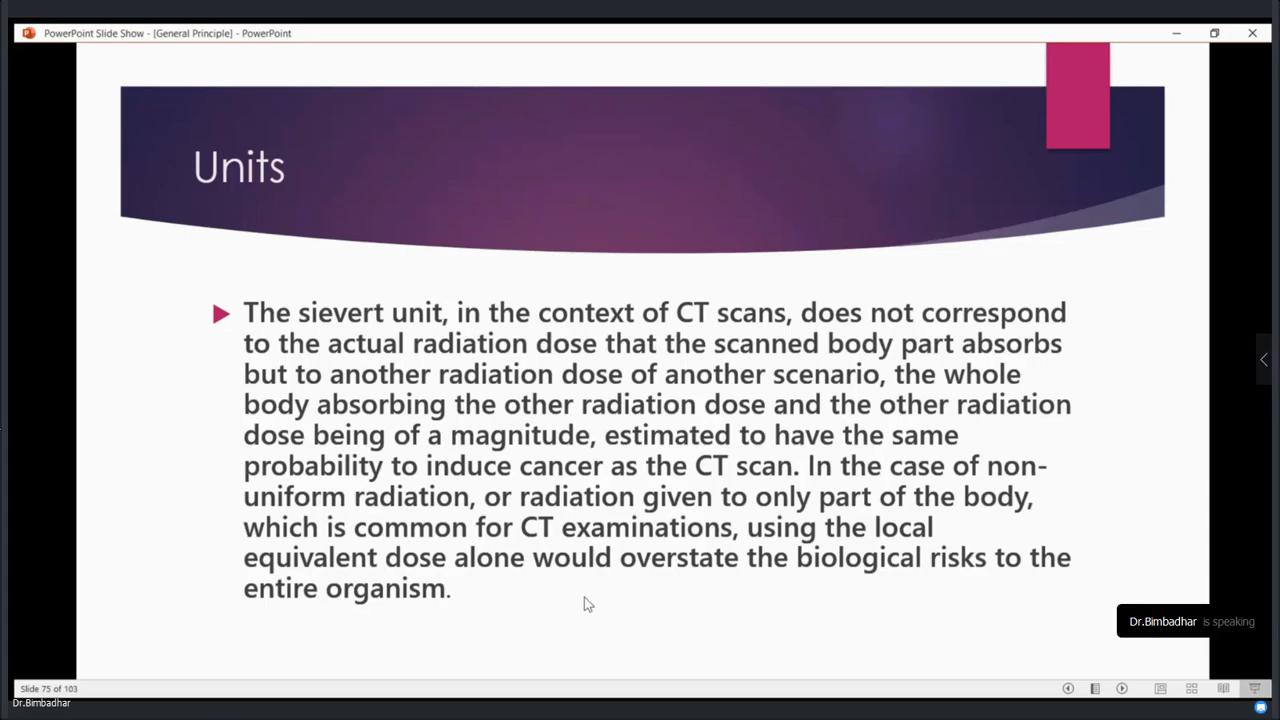 PowerPoint Slide Show - [General Principle] - PowerPoint
Units
The sievert unit, in the context of CT scans, does not correspond
to the actual radiation dose that the scanned body part absorbs
but to another radiation dose of another scenario, the whole
body absorbing the other radiation dose and the other radiation
dose being of a magnitude, estimated to have the same
probability to induce cancer as the CT scan. In the case of non-
uniform radiation, or radiation given to only part of the body,
which is common for CT examinations, using the local
equivalent dose alone would overstate the biological risks to the
entire organism.
Dr.Bimbadhar is speaking
Slide 75 of 103
Dr.Bimbadhar